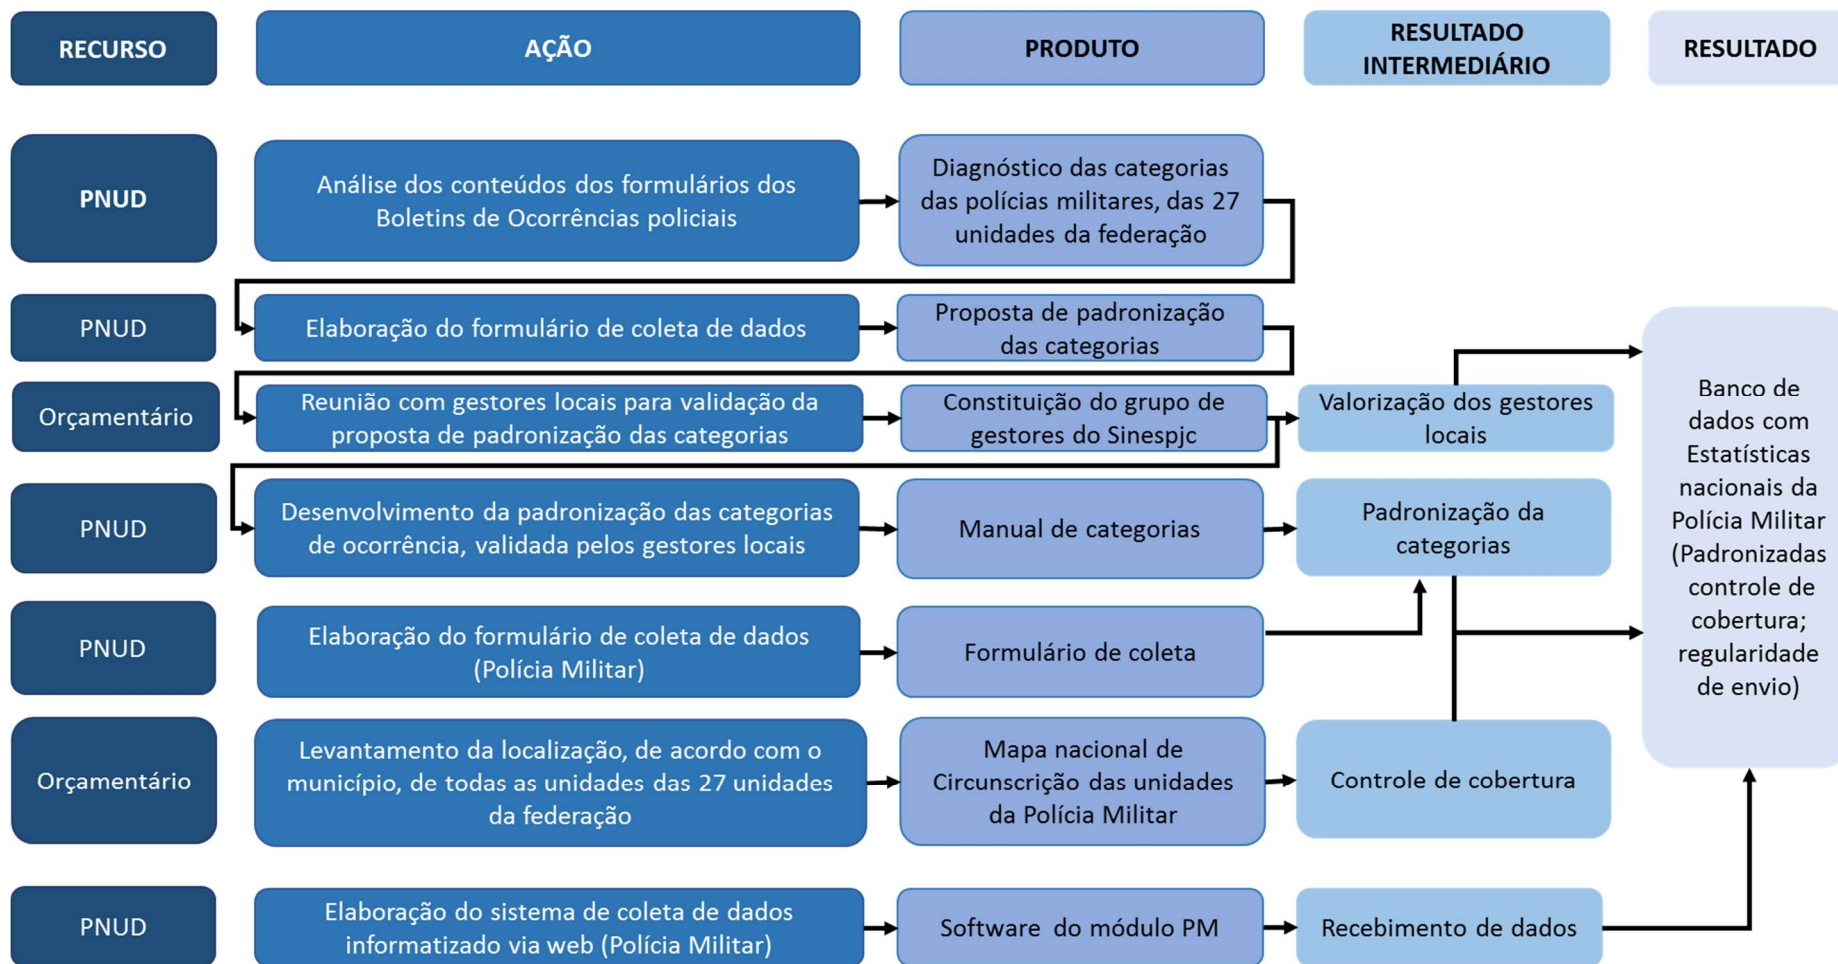 RECURSO
AÇÃO
PRODUTO
RESULTADO
INTERMEDIÁRIO
RESULTADO
PNUD
Análise dos conteúdos dos formulários dos
Boletins de Ocorrências policiais
Diagnóstico das categorias
das polícias militares, das 27
unidades da federação
PNUD
Elaboração do formulário de coleta de dados
Proposta de padronização
das categorias
Orçamentário
Reunião com gestores locais para validação da
proposta de padronização das categorias
Constituição do grupo de
gestores do Sinespjc
Valorização dos gestores
locais
PNUD
Desenvolvimento da padronização das categorias
de ocorrência, validada pelos gestores locais
Manual de categorias
Padronização da
categorias
PNUD
Elaboração do formulário de coleta de dados
(Polícia Militar)
Formulário de coleta
Orçamentário
Levantamento da localização, de acordo com o
município, de todas as unidades das 27 unidades
da federação
Mapa nacional de
Circunscrição das unidades
da Polícia Militar
Controle de cobertura
PNUD
Elaboração do sistema de coleta de dados
informatizado via web (Polícia Militar)
Software do módulo PM
Recebimento de dados
Banco de
dados com
Estatísticas
nacionais da
Polícia Militar
(Padronizadas
controle de
cobertura;
regularidade
de envio)